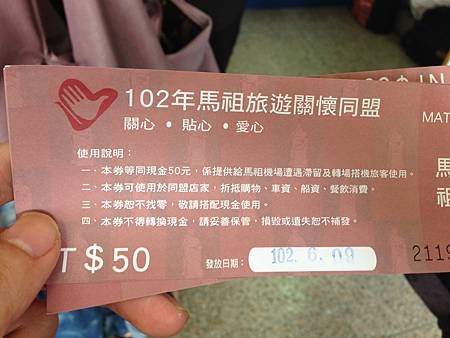 102年馬祖旅遊關懷同盟
關心 • 貼心 • 愛心
MAT
使用說明：
一、本券等同現金50元，係提供給馬祖機場遭遇滯留及轉場搭機旅客使用。
二、本券可使用於同盟店家，折抵購物、車資、船資、餐飲消費。
三、本券恕不找零，敬請搭配現金使用。
四、本券不得轉換現金，請妥善保管，損毀或遺失恕不補發。
馬
祖
T $ 50
發放日期：
102. 6. 09
2119